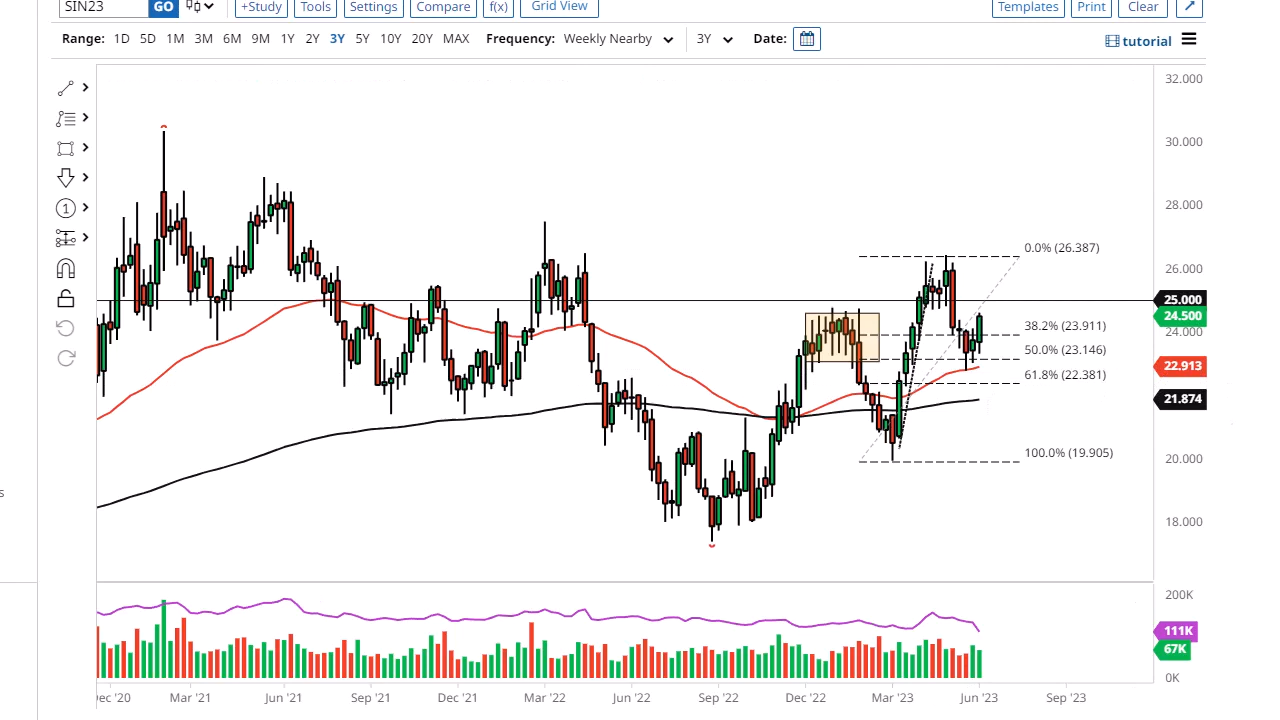 SIN23 GO +Study Tools Settings Compare f(x) Grid View Templates Print Clear
Range: 1D 5D 1M 3M 6M 9M 1Y 2Y 3Y 5Y 10Y 20Y MAX Frequency: Weekly Nearby 3Y Date: tutorial
32.000
30.000
28.000
26.000
25.000
24.500
24.000
22.913
21.874
20.000
18.000
0.0% (26.387)
38.2% (23.911)
50.0% (23.146)
61.8% (22.381)
100.0% (19.905)
1
s
200K
111K
67K
0K
ec '20 Mar '21 Jun '21 Sep '21 Dec '21 Mar '22 Jun '22 Sep '22 Dec '22 Mar '23 Jun '23 Sep '23